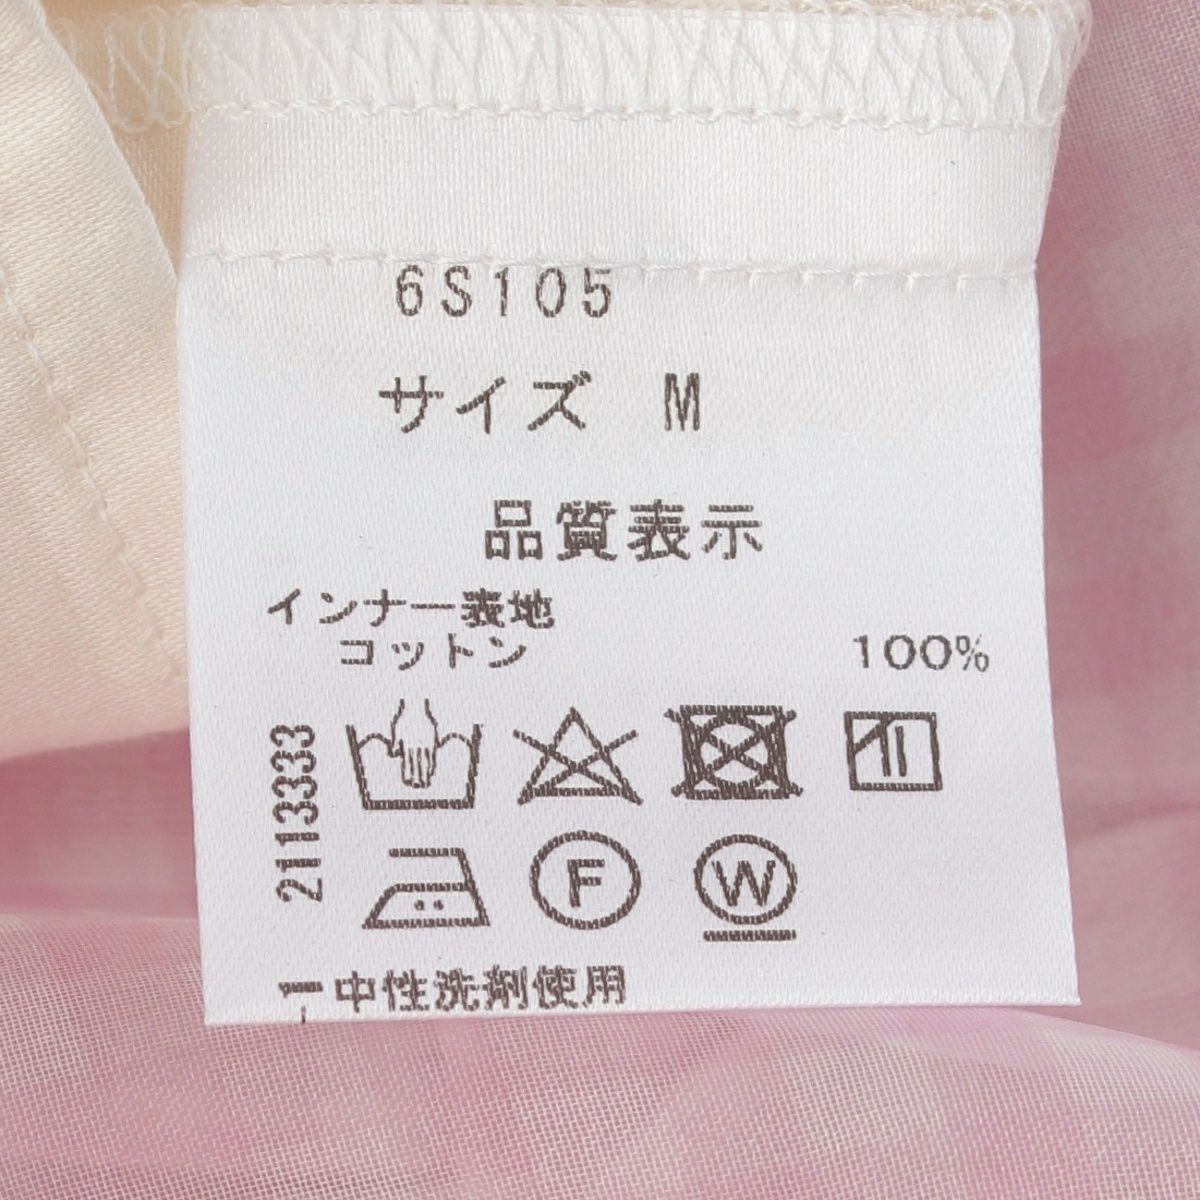 6S105
サイズ M
品質表示
インナー表地
コットン 100%
F W
中性洗剤使用
2113333